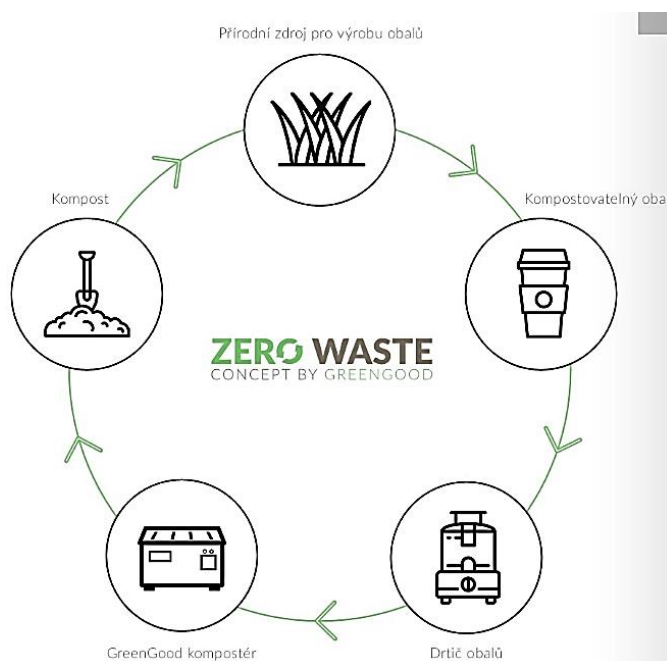 Přírodní zdroj pro výrobu obalů
Kompost
Kompostovatelný oba
ZERO WASTE
CONCEPT BY GREENGOOD
GreenGood kompostér
Drtič obalů